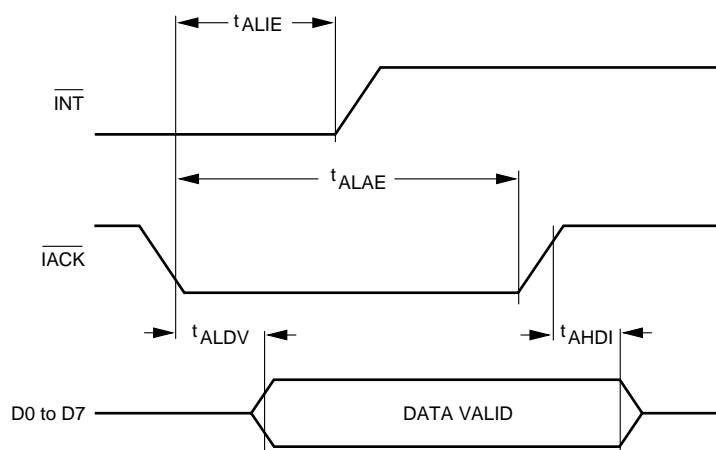 tALIE
INT
tALAE
IACK
tALDV
tAHDI
D0 to D7
DATA VALID